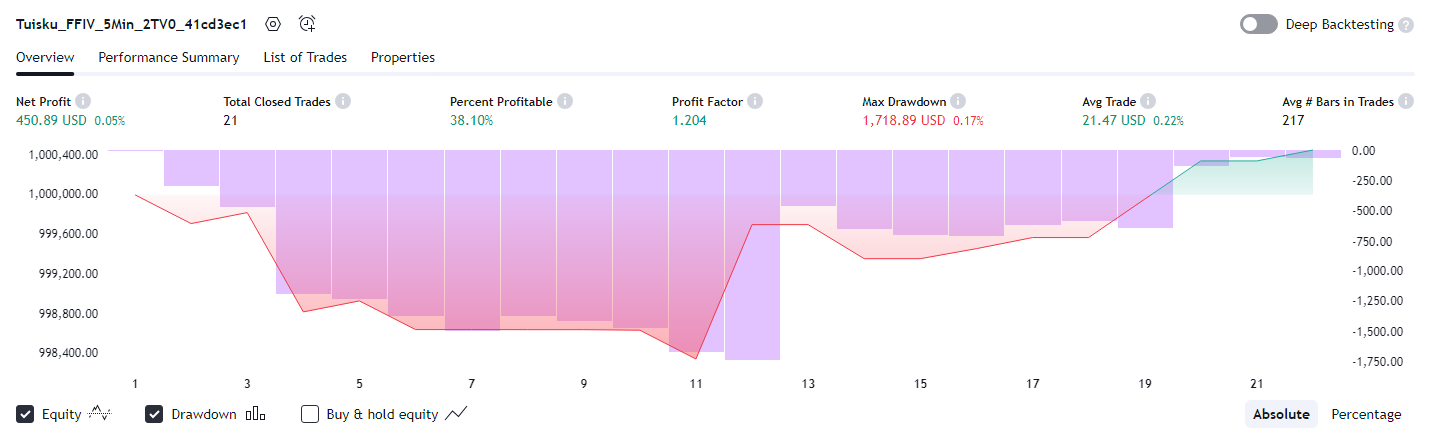 Tuisku_FFIV_5Min_2TV0_41cd3ec1 Deep Backtesting ?
Overview Performance Summary List of Trades Properties
Net Profit i Total Closed Trades i Percent Profitable i Profit Factor i Max Drawdown i Avg Trade i Avg # Bars in Trades i
450.89 USD 0.05% 21 38.10% 1.204 1,718.89 USD 0.17% 21.47 USD 0.22% 217
1,000,400.00 0.00
1,000,000.00 -250.00
999,600.00 -500.00
999,200.00 -750.00
998,800.00 -1,000.00
998,400.00 -1,250.00
-1,500.00
-1,750.00
1 3 5 7 9 11 13 15 17 19 21
Equity Drawdown Buy & hold equity Absolute Percentage